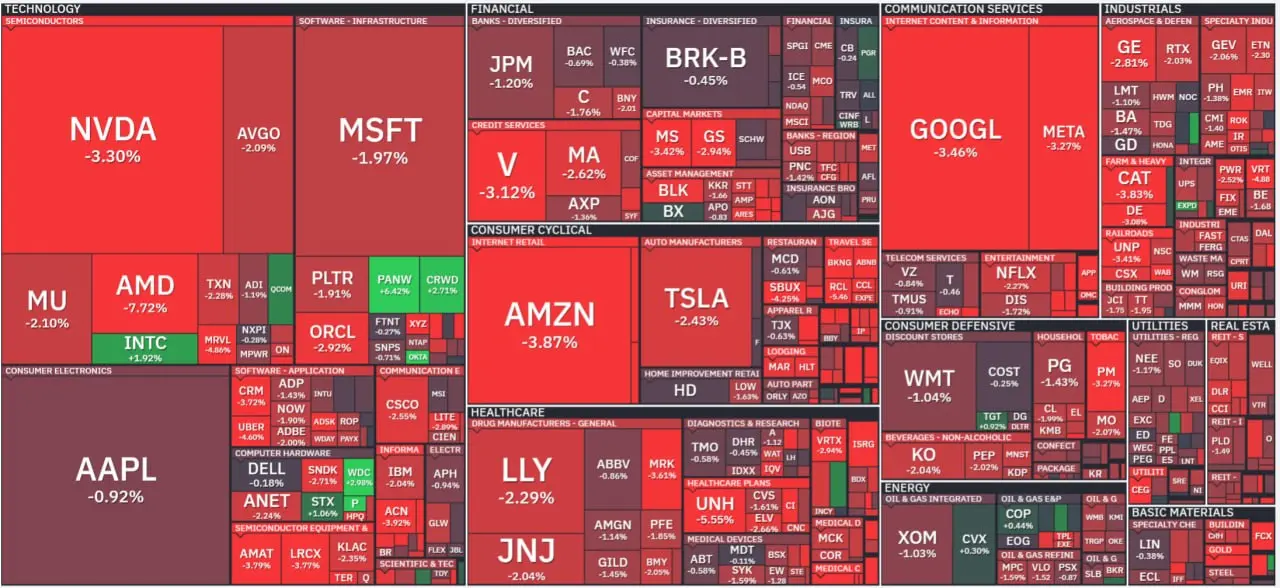 TECHNOLOGY
SEMICONDUCTORS
NVDA
-3.30%
AVGO
-2.09%
MU
-2.10%
AMD
-7.72%
INTC
+1.92%
TXN
-2.28%
ADI
-1.19%
QCOM
MRVL
-4.86%
NXPI
-0.28%
MPWR
ON
SOFTWARE - INFRASTRUCTURE
MSFT
-1.97%
PLTR
-1.91%
PANW
+6.42%
CRWD
+2.71%
ORCL
-2.92%
FTNT
-0.27%
XYZ
SNPS
-0.71%
NTAP
OKTA
CONSUMER ELECTRONICS
AAPL
-0.92%
SOFTWARE - APPLICATION
CRM
-3.72%
ADP
-1.43%
INTU
UBER
-4.60%
NOW
-1.90%
ADSK
ROP
ADBE
-2.00%
WDAY
PAYX
COMMUNICATION E
CSCO
-2.55%
MSI
LITE
-2.89%
CIEN
COMPUTER HARDWARE
DELL
-0.18%
SNDK
-2.71%
WDC
+2.98%
ANET
-2.24%
STX
+1.06%
P
HPQ
INFORMA
IBM
-2.04%
ACN
-3.92%
BR
ELECTR
APH
-0.94%
GLW
FLEX
JBL
SEMICONDUCTOR EQUIPMENT &
AMAT
-3.79%
LRCX
-3.77%
KLAC
-2.35%
TER
Q
SCIENTIFIC & TEC
TDY
FINANCIAL
BANKS - DIVERSIFIED
JPM
-1.20%
BAC
-0.69%
WFC
-0.38%
C
-1.76%
BNY
-2.01
INSURANCE - DIVERSIFIED
BRK-B
-0.45%
FINANCIAL
SPGI
CME
ICE
-0.54
MCO
NDAQ
MSCI
INSURA
CB
-0.24
PGR
TRV
ALL
CINF
WRB
L
CREDIT SERVICES
V
-3.12%
MA
-2.62%
COF
AXP
-1.36%
SYF
CAPITAL MARKETS
MS
-3.42%
GS
-2.94%
SCHW
ASSET MANAGEMENT
BLK
BX
KKR
-1.66
STT
APO
-0.83
AMP
ARES
BANKS - REGION
USB
PNC
-1.42%
TFC
CFG
MET
AFL
PRU
INSURANCE BRO
AON
AJG
CONSUMER CYCLICAL
INTERNET RETAIL
AMZN
-3.87%
AUTO MANUFACTURERS
TSLA
-2.43%
F
HOME IMPROVEMENT RETAI
HD
LOW
-1.63%
RESTAURAN
MCD
-0.61%
SBUX
-4.25%
TRAVEL SE
BKNG
ABNB
RCL
-5.46
CCL
EXPE
APPAREL R
TJX
-0.63%
BBY
IP
LODGING
MAR
HLT
AUTO PART
ORLY
AZO
HEALTHCARE
DRUG MANUFACTURERS - GENERAL
LLY
-2.29%
JNJ
-2.04%
ABBV
-0.86%
MRK
-3.61%
AMGN
-1.14%
PFE
-1.85%
GILD
-1.45%
BMY
-2.05%
DIAGNOSTICS & RESEARCH
TMO
-0.58%
DHR
-0.45%
A
-1.12
WAT
LH
IDXX
IQV
HEALTHCARE PLANS
UNH
-5.55%
CVS
-1.61%
CI
ELV
-2.66%
CNC
MEDICAL DEVICES
ABT
-0.58%
MDT
-0.11%
BSX
SYK
-1.59%
EW
-1.28
STE
BIOTE
VRTX
-2.94%
INCY
ISRG
BDX
MEDICAL D
MCK
COR
MEDICAL C
COMMUNICATION SERVICES
INTERNET CONTENT & INFORMATION
GOOGL
-3.46%
META
-3.27%
TELECOM SERVICES
VZ
-0.84%
T
-0.46
TMUS
-0.91%
ECHO
ENTERTAINMENT
NFLX
-2.27%
DIS
-1.72%
APP
OMC
INDUSTRIALS
AEROSPACE & DEFEN
GE
-2.81%
RTX
-2.03%
LMT
-1.10%
HWM
NOC
BA
-1.47%
TDG
GD
HONA
SPECIALTY INDU
GEV
-2.06%
ETN
-2.30
PH
-1.38%
EMR
ITW
CMI
-1.40
ROK
IR
AME
OTIS
FARM & HEAVY
CAT
-3.83%
DE
-3.08%
INTEGR
UPS
EXPD
PWR
-2.52%
VRT
-4.88
FIX
EME
BE
-1.68
RAILROADS
UNP
-3.41%
NSC
CSX
WAB
INDUSTRI
FAST
FERG
CTAS
DAL
CPRT
WASTE MA
WM
RSG
URI
BUILDING PROD
JCI
-1.75
TT
-1.95
CONGLOM
MMM
HON
CONSUMER DEFENSIVE
DISCOUNT STORES
WMT
-1.04%
COST
-0.25%
TGT
+0.92%
DG
DLTR
HOUSEHOL
PG
-1.43%
CL
-1.99%
EL
KMB
TOBAC
PM
-3.27%
MO
-2.07%
BEVERAGES - NON-ALCOHOLIC
KO
-2.04%
PEP
-2.02%
MNST
KDP
CONFECT
PACKAGE
KR
ENERGY
OIL & GAS INTEGRATED
XOM
-1.03%
CVX
+0.30%
OIL & GAS E&P
COP
+0.44%
EOG
TPL
EXE
OIL & G
WMB
KMI
TRGP
OKE
OIL & GAS REFINI
MPC
-1.59%
VLO
-1.52
PSX
-0.87
OIL & G
SLB
BKR
UTILITIES
UTILITIES - REG
NEE
-1.17%
SO
DUK
AEP
D
XEL
EXC
ED
FE
WEC
PPL
PEG
ES
LNT
UTILITI
CEG
SRE
NI
REAL ESTA
REIT - S
EQIX
WELL
DLR
CCI
VTR
REIT - I
PLD
-1.49
O
REIT -
BASIC MATERIALS
SPECIALTY CHE
LIN
-0.38%
ECL
IFF
BUILDIN
CRH
FCX
GOLD
STEEL